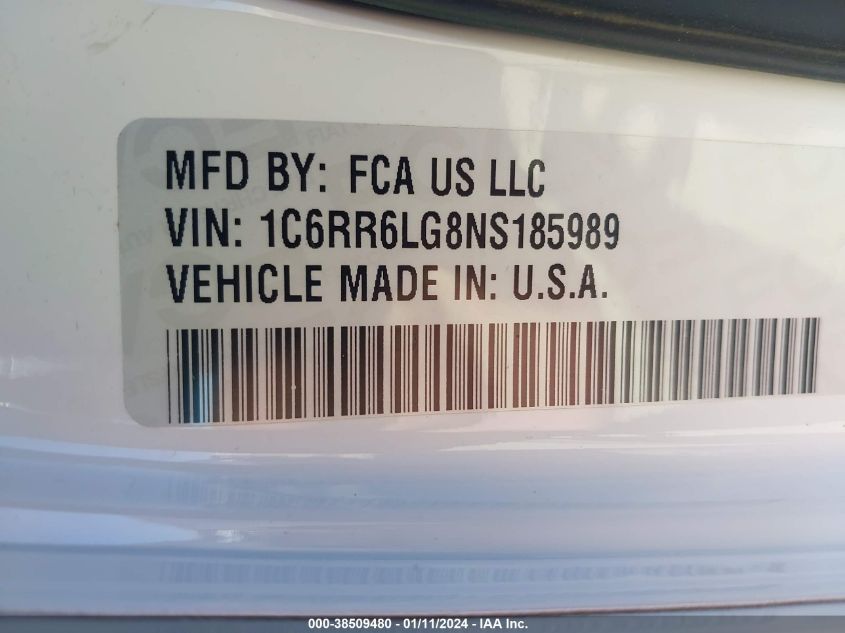 MFD BY: FCA US LLC
VIN: 1C6RR6LG8NS185989
VEHICLE MADE IN: U.S.A.
000-38509480 - 01/11/2024 - IAA Inc.